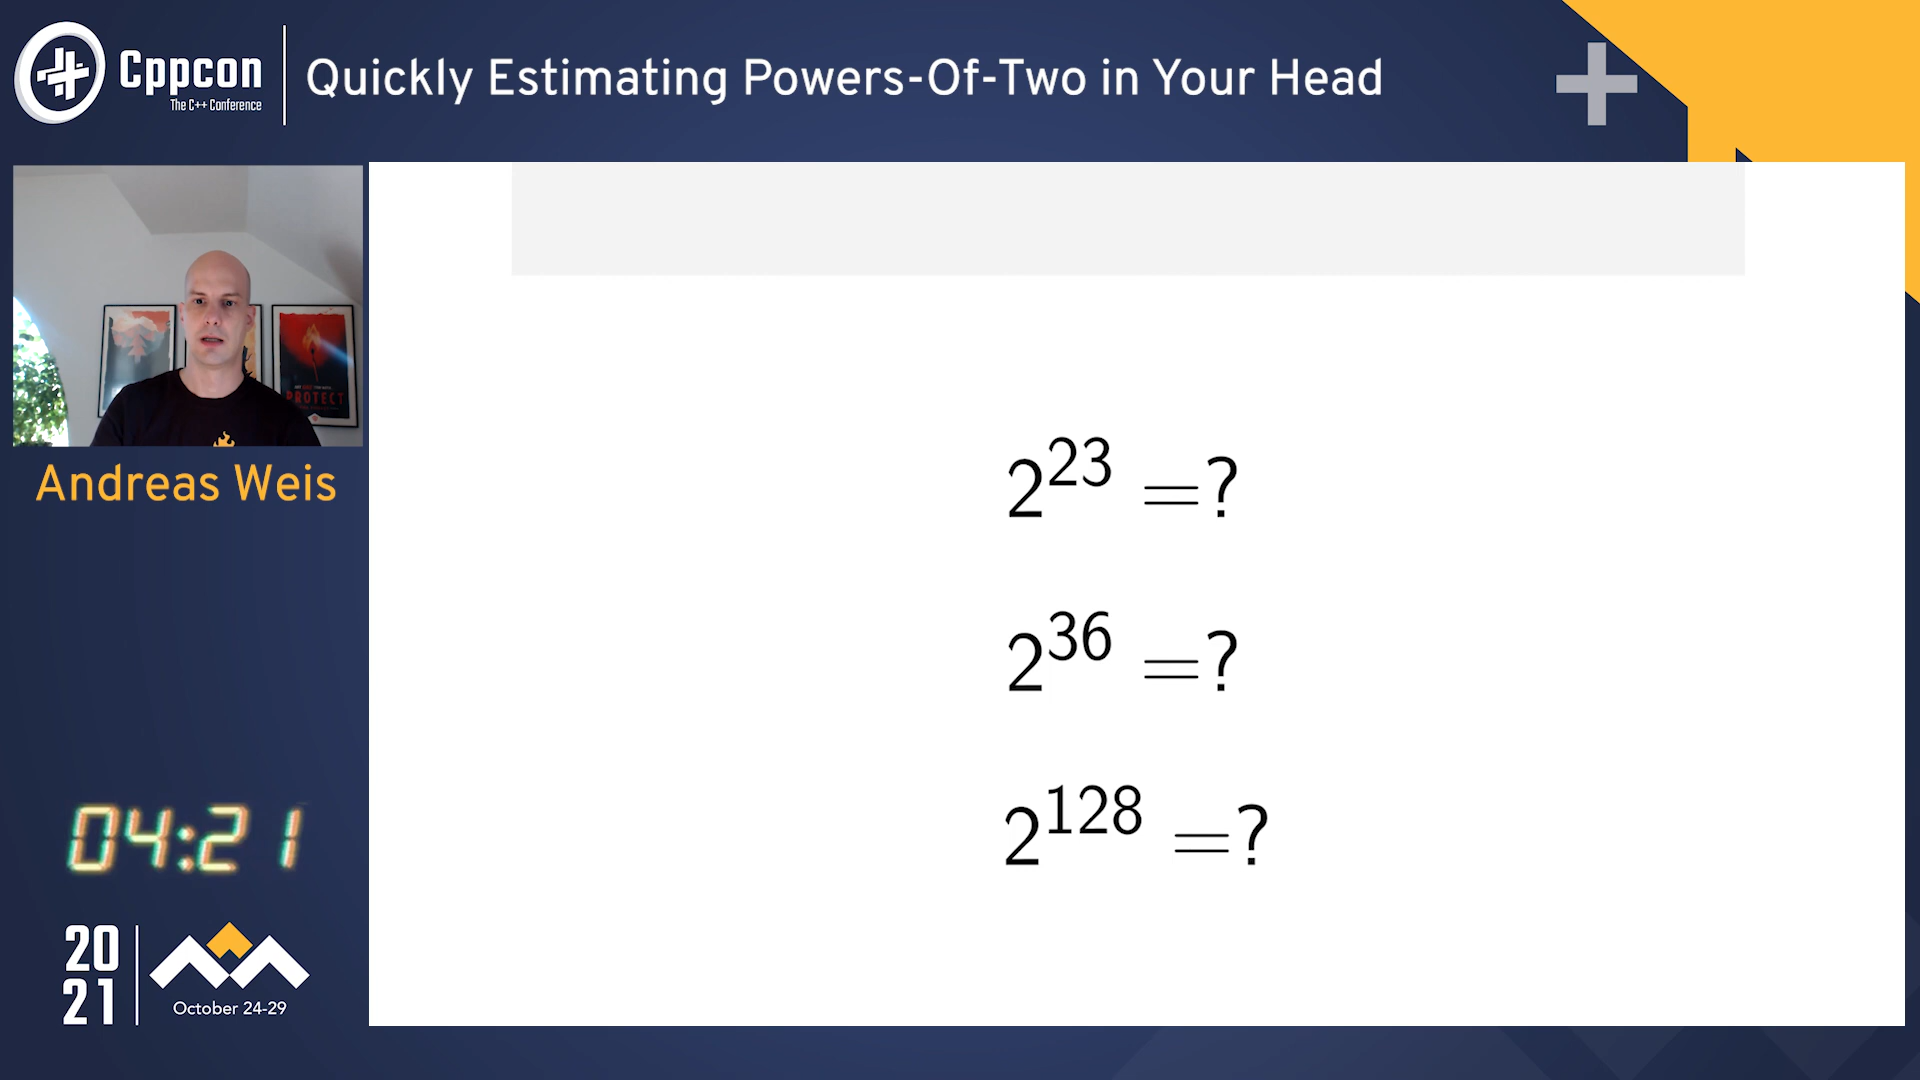 Cppcon
The C++ Conference
Quickly Estimating Powers-Of-Two in Your Head
PROTECT
Andreas Weis
2^23 =?
2^36 =?
2^128 =?
04:21
20
21
October 24-29